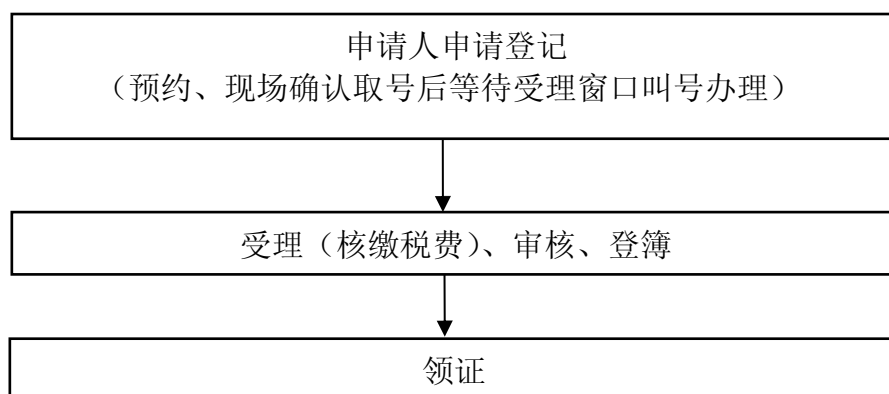 申请人申请登记
（预约、现场确认取号后等待受理窗口叫号办理）
受理（核缴税费）、审核、登簿
领证